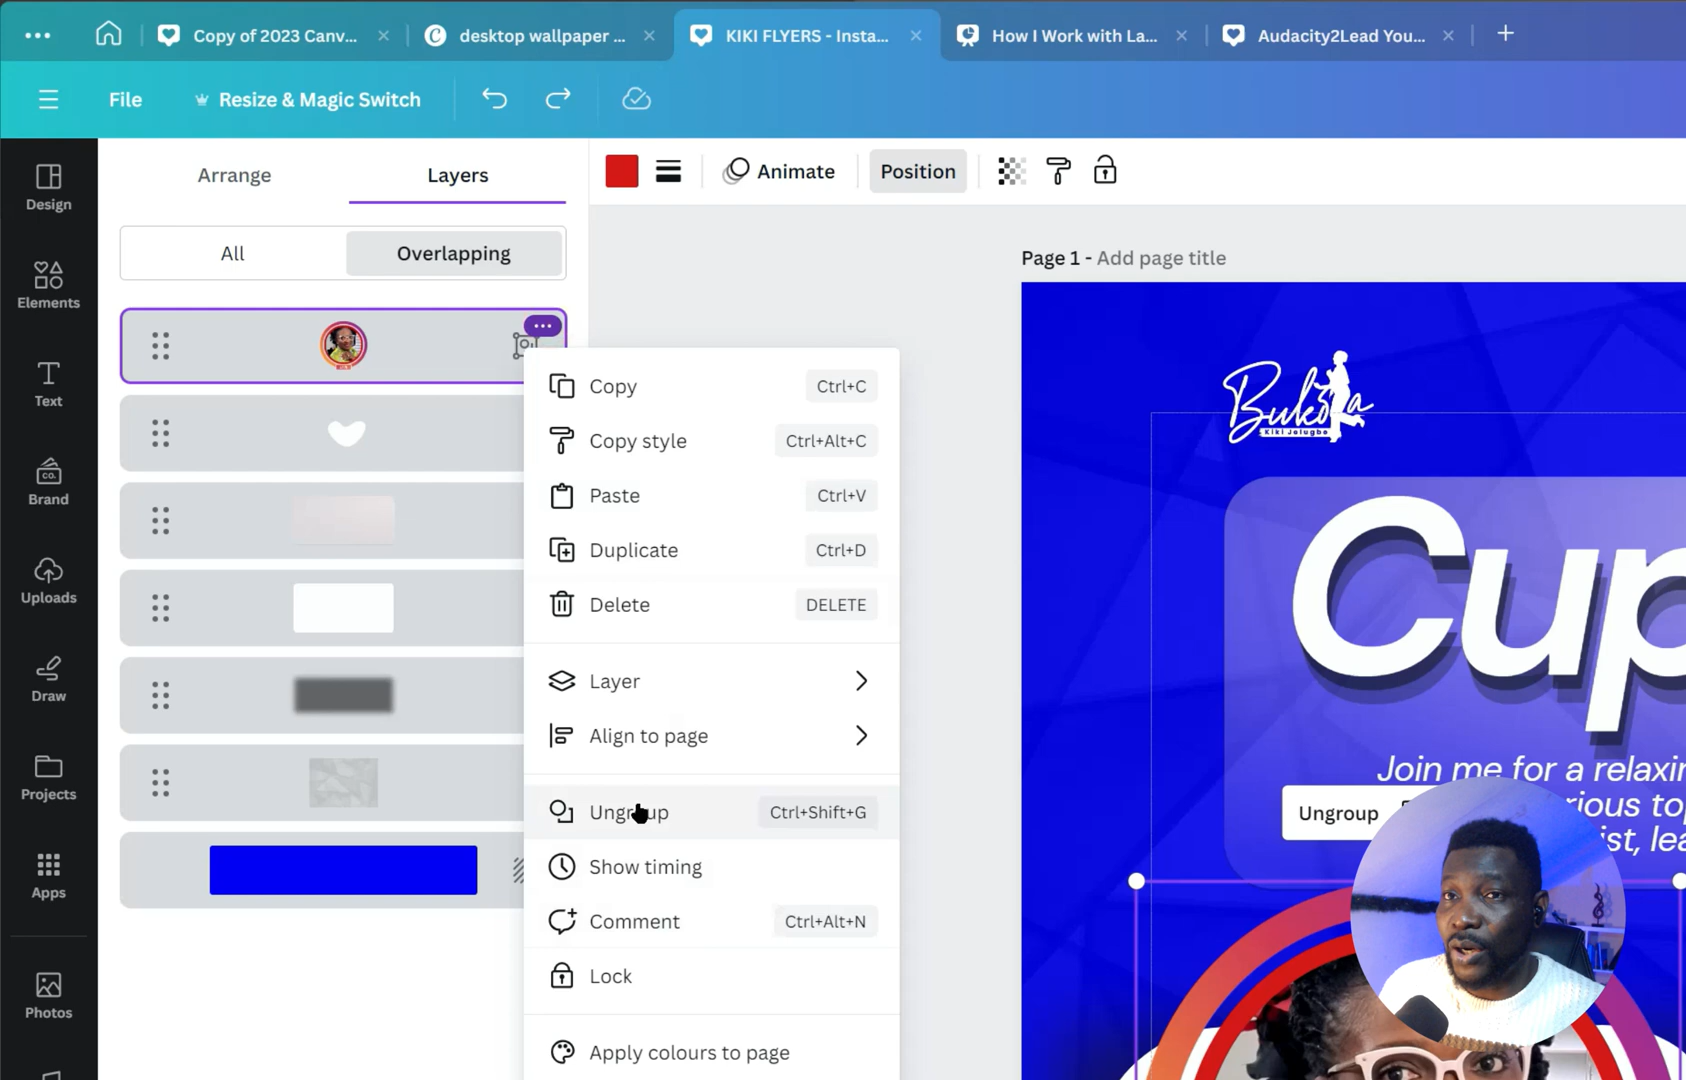 Copy of 2023 Canv...
desktop wallpaper ...
KIKI FLYERS - Insta...
How I Work with La...
Audacity2Lead You...
File
Resize & Magic Switch
Design
Elements
Text
Brand
Uploads
Draw
Projects
Apps
Photos
Arrange
Layers
All
Overlapping
Animate
Position
Copy
Ctrl+C
Copy style
Ctrl+Alt+C
Paste
Ctrl+V
Duplicate
Ctrl+D
Delete
DELETE
Layer
Align to page
Ungroup
Ctrl+Shift+G
Show timing
Comment
Ctrl+Alt+N
Lock
Apply colours to page
Page 1 - Add page title
Bukola
Kiki Jolugbo
Cup
Join me for a relaxin
rious to
ist, lea
Ungroup